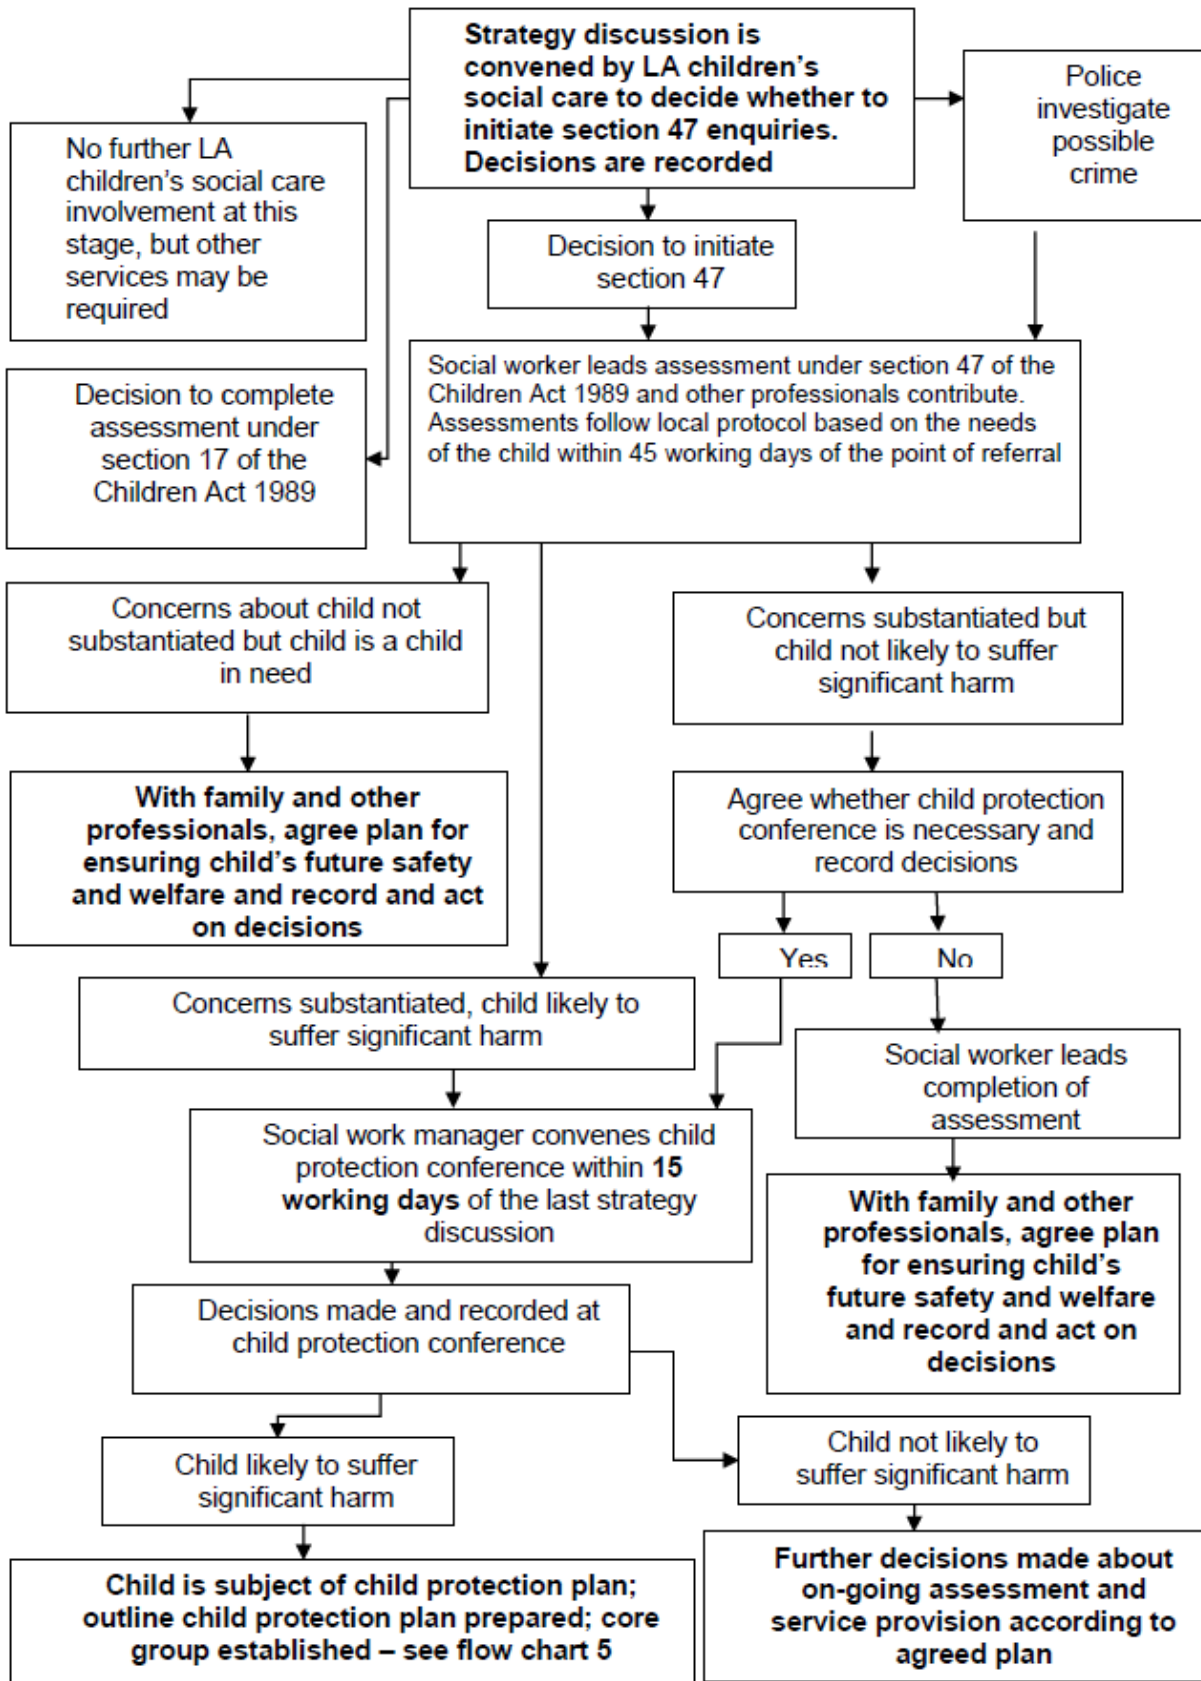 Strategy discussion is
convened by LA children's
social care to decide whether to
initiate section 47 enquiries.
Decisions are recorded
Police
investigate
possible
crime
No further LA
children's social care
involvement at this
stage, but other
services may be
required
Decision to initiate
section 47
Decision to complete
assessment under
section 17 of the
Children Act 1989
Social worker leads assessment under section 47 of the
Children Act 1989 and other professionals contribute.
Assessments follow local protocol based on the needs
of the child within 45 working days of the point of referral
Concerns about child not
substantiated but child is a child
in need
Concerns substantiated but
child not likely to suffer
significant harm
With family and other
professionals, agree plan for
ensuring child's future safety
and welfare and record and act
on decisions
Agree whether child protection
conference is necessary and
record decisions
Yes
No
Concerns substantiated, child likely to
suffer significant harm
Social worker leads
completion of
assessment
Social work manager convenes child
protection conference within 15
working days of the last strategy
discussion
With family and other
professionals, agree plan
for ensuring child's
future safety and welfare
and record and act on
decisions
Decisions made and recorded at
child protection conference
Child likely to suffer
significant harm
Child not likely to
suffer significant harm
Child is subject of child protection plan;
outline child protection plan prepared; core
group established – see flow chart 5
Further decisions made about
on-going assessment and
service provision according to
agreed plan